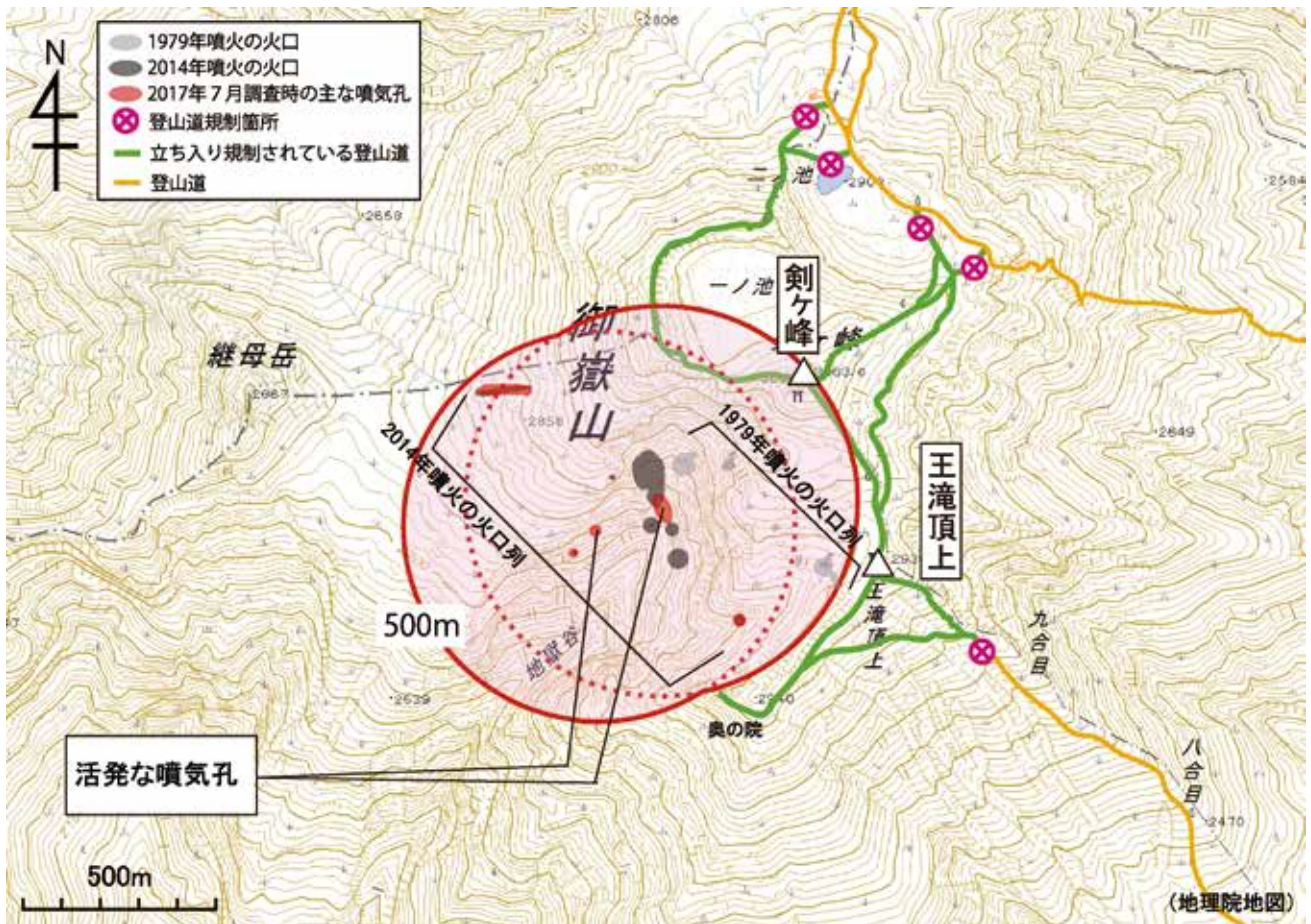 N
1979年噴火の火口
2014年噴火の火口
2017年7月調査時の主な噴気孔
登山道規制箇所
立ち入り規制されている登山道
登山道
2806
2584
二ノ池
2658
一ノ池
剣ヶ峰
御嶽山
継母岳
2867
2858
2649
2014年噴火の火口列
1979年噴火の火口列
王滝頂上
王滝頂上
500m
地獄谷
九合目
2539
奥の院
八合目
活発な噴気孔
2470
500m
(地理院地図)